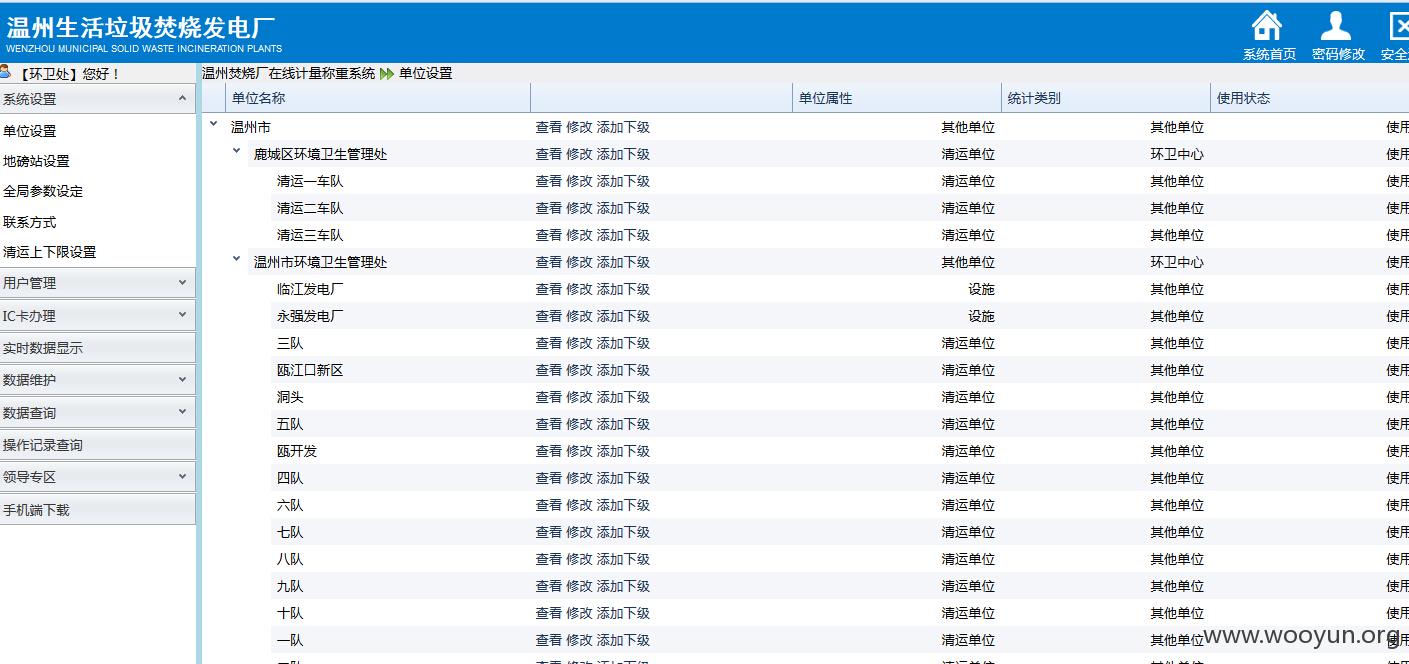 温州生活垃圾焚烧发电厂
WENZHOU MUNICIPAL SOLID WASTE INCINERATION PLANTS
系统首页 密码修改 安全
【环卫处】您好！
温州焚烧厂在线计量称重系统 单位设置
系统设置
单位设置
地磅站设置
全局参数设定
联系方式
清运上下限设置
用户管理
IC卡办理
实时数据显示
数据维护
数据查询
操作记录查询
领导专区
手机端下载
单位名称 单位属性 统计类别 使用状态
温州市 查看 修改 添加下级 其他单位 其他单位 使用
鹿城区环境卫生管理处 查看 修改 添加下级 清运单位 环卫中心 使用
清运一车队 查看 修改 添加下级 清运单位 其他单位 使用
清运二车队 查看 修改 添加下级 清运单位 其他单位 使用
清运三车队 查看 修改 添加下级 清运单位 其他单位 使用
温州市环境卫生管理处 查看 修改 添加下级 其他单位 环卫中心 使用
临江发电厂 查看 修改 添加下级 设施 其他单位 使用
永强发电厂 查看 修改 添加下级 设施 其他单位 使用
三队 查看 修改 添加下级 清运单位 其他单位 使用
瓯江口新区 查看 修改 添加下级 清运单位 其他单位 使用
洞头 查看 修改 添加下级 清运单位 其他单位 使用
五队 查看 修改 添加下级 清运单位 其他单位 使用
瓯开发 查看 修改 添加下级 清运单位 其他单位 使用
四队 查看 修改 添加下级 清运单位 其他单位 使用
六队 查看 修改 添加下级 清运单位 其他单位 使用
七队 查看 修改 添加下级 清运单位 其他单位 使用
八队 查看 修改 添加下级 清运单位 其他单位 使用
九队 查看 修改 添加下级 清运单位 其他单位 使用
十队 查看 修改 添加下级 清运单位 其他单位 使用
一队 查看 修改 添加下级 清运单位 其他单位 使用
www.wooyun.org